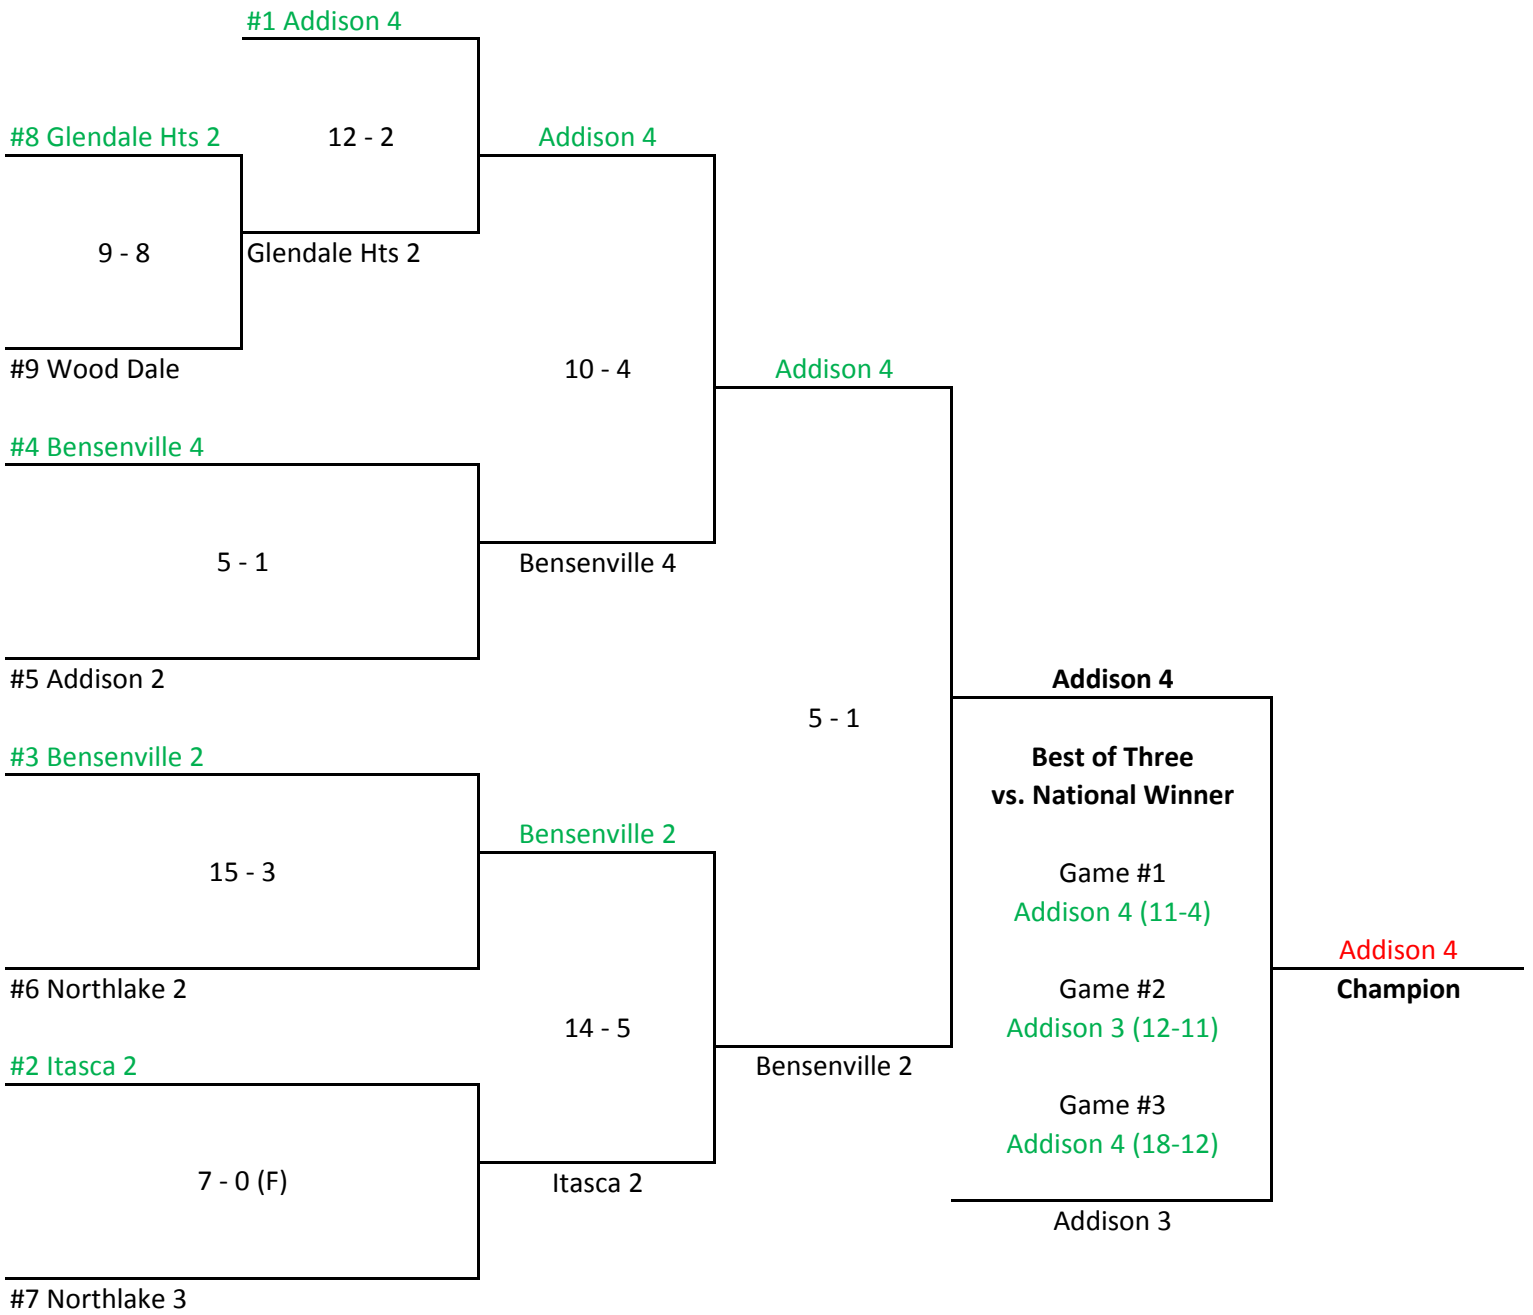 #1 Addison 4
#8 Glendale Hts 2
12 - 2
Addison 4
9 - 8
Glendale Hts 2
#9 Wood Dale
10 - 4
Addison 4
#4 Bensenville 4
5 - 1
Bensenville 4
#5 Addison 2
Addison 4
5 - 1
#3 Bensenville 2
Best of Three
vs. National Winner
Bensenville 2
15 - 3
Game #1
Addison 4 (11-4)
Addison 4
#6 Northlake 2
Game #2
Champion
14 - 5
Addison 3 (12-11)
#2 Itasca 2
Bensenville 2
Game #3
Addison 4 (18-12)
7 - 0 (F)
Itasca 2
Addison 3
#7 Northlake 3